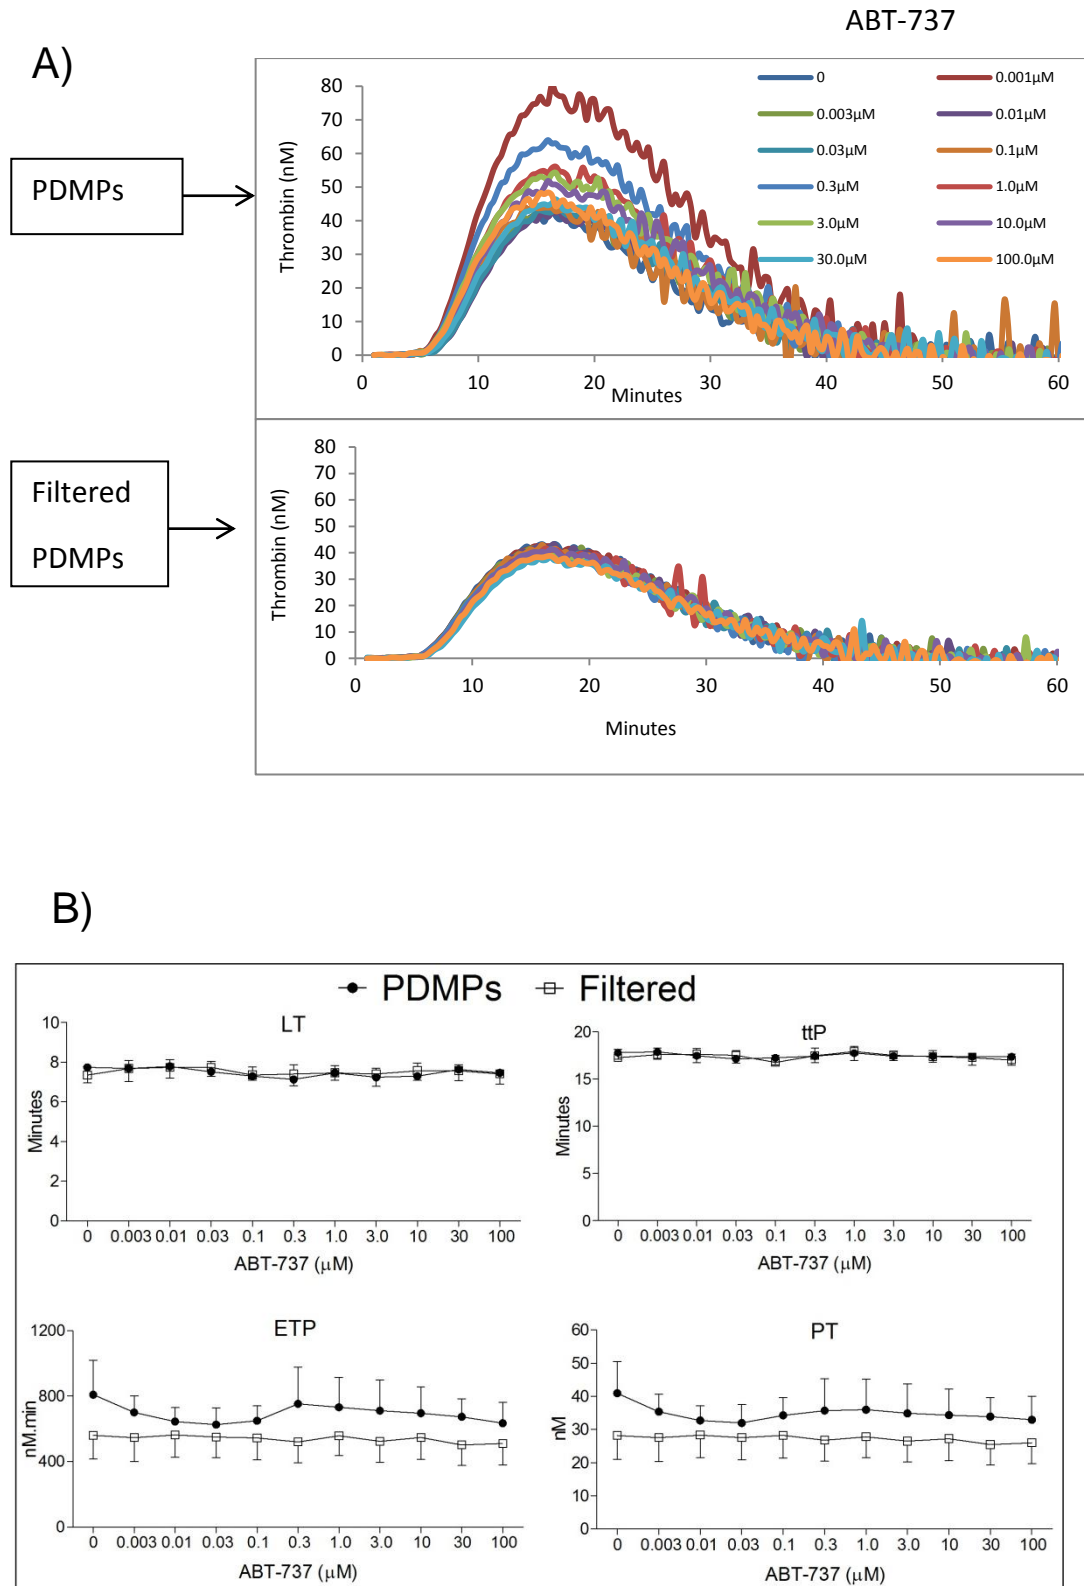 ABT-737
A)
PDMPs
80
70
60
50
40
30
20
10
0
Thrombin (nM)
0 10 20 30 40 50 60
Minutes
0 0.001µM
0.003µM 0.01µM
0.03µM 0.1µM
0.3µM 1.0µM
3.0µM 10.0µM
30.0µM 100.0µM
Filtered
PDMPs
80
70
60
50
40
30
20
10
0
Thrombin (nM)
0 10 20 30 40 50 60
Minutes
B)
PDMPs Filtered
LT
10
8
6
4
2
0
Minutes
0 0.003 0.01 0.03 0.1 0.3 1.0 3.0 10 30 100
ABT-737 (µM)
ttP
20
15
10
5
0
Minutes
0 0.003 0.01 0.03 0.1 0.3 1.0 3.0 10 30 100
ABT-737 (µM)
ETP
1200
800
400
0
nM.min
0 0.003 0.01 0.03 0.1 0.3 1.0 3.0 10 30 100
ABT-737 (µM)
PT
60
50
40
30
20
10
0
nM
0 0.003 0.01 0.03 0.1 0.3 1.0 3.0 10 30 100
ABT-737 (µM)